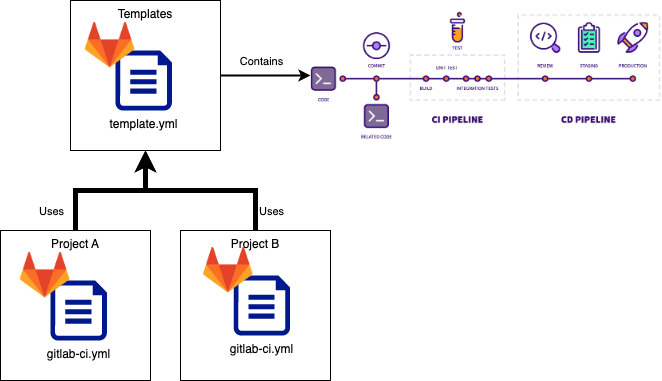 Templates
template.yml
Contains
TEST
COMMIT
UNIT TEST
CODE
BUILD
INTEGRATION TESTS
REVIEW
STAGING
PRODUCTION
RELATED CODE
CI PIPELINE
CD PIPELINE
Uses
Uses
Project A
gitlab-ci.yml
Project B
gitlab-ci.yml